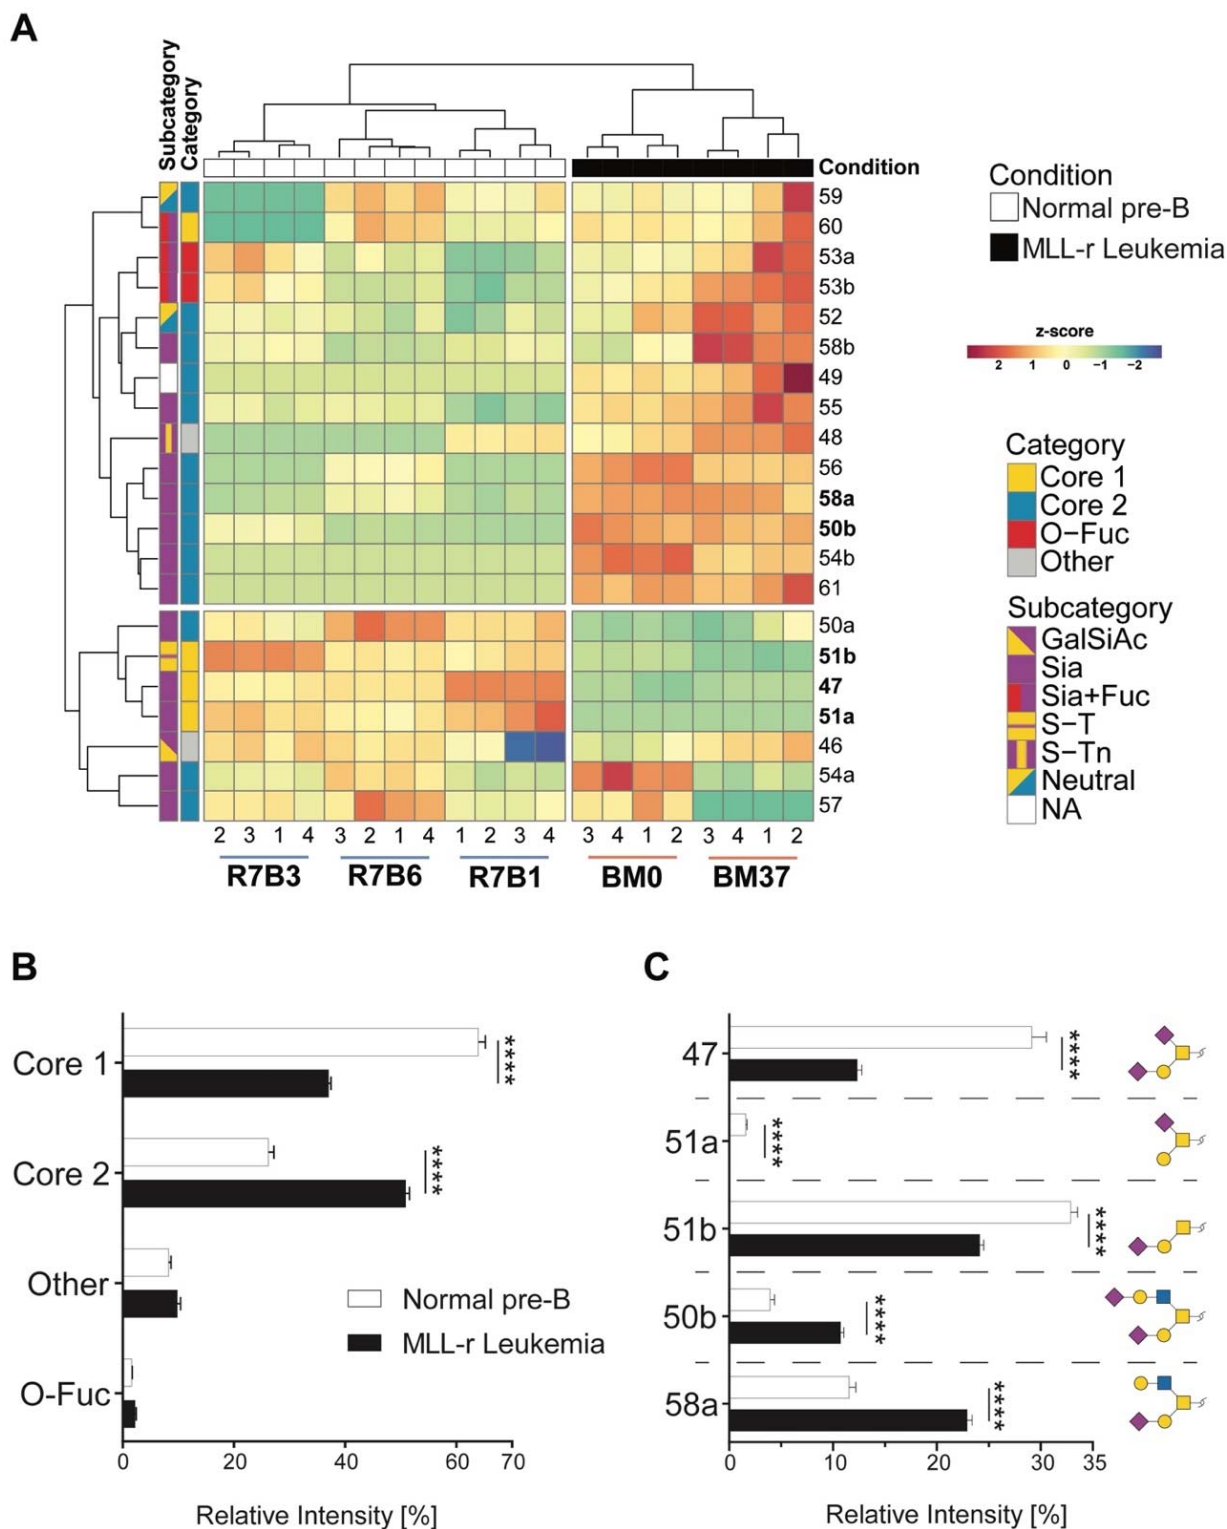 A
Subcategory
Category
Condition
59
60
53a
53b
52
58b
49
55
48
56
58a
50b
54b
61
50a
51b
47
51a
46
54a
57
2 3 1 4 3 2 1 4 1 2 3 4 3 4 1 2 3 4 1 2
R7B3 R7B6 R7B1 BM0 BM37
Condition
Normal pre-B
MLL-r Leukemia
z-score
2 1 0 −1 −2
Category
Core 1
Core 2
O−Fuc
Other
Subcategory
GalSiAc
Sia
Sia+Fuc
S−T
S−Tn
Neutral
NA
B
Core 1
****
Core 2
****
Other
O-Fuc
Normal pre-B
MLL-r Leukemia
0 20 40 60 70
Relative Intensity [%]
C
47
****
51a
****
51b
****
50b
****
58a
****
0 10 20 30 35
Relative Intensity [%]